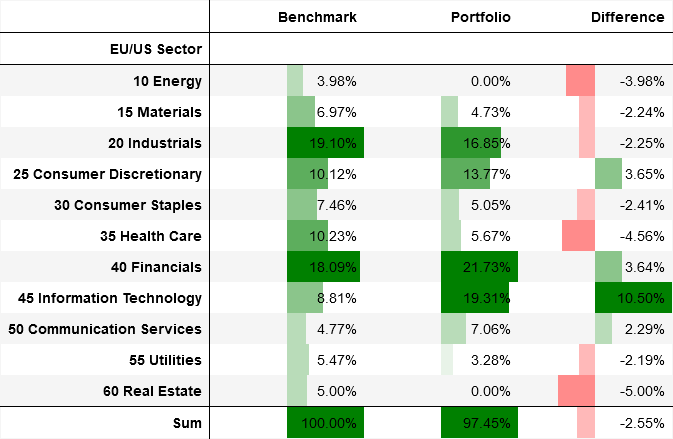 Benchmark Portfolio Difference
EU/US Sector
10 Energy 3.98% 0.00% -3.98%
15 Materials 6.97% 4.73% -2.24%
20 Industrials 19.10% 16.85% -2.25%
25 Consumer Discretionary 10.12% 13.77% 3.65%
30 Consumer Staples 7.46% 5.05% -2.41%
35 Health Care 10.23% 5.67% -4.56%
40 Financials 18.09% 21.73% 3.64%
45 Information Technology 8.81% 19.31% 10.50%
50 Communication Services 4.77% 7.06% 2.29%
55 Utilities 5.47% 3.28% -2.19%
60 Real Estate 5.00% 0.00% -5.00%
Sum 100.00% 97.45% -2.55%